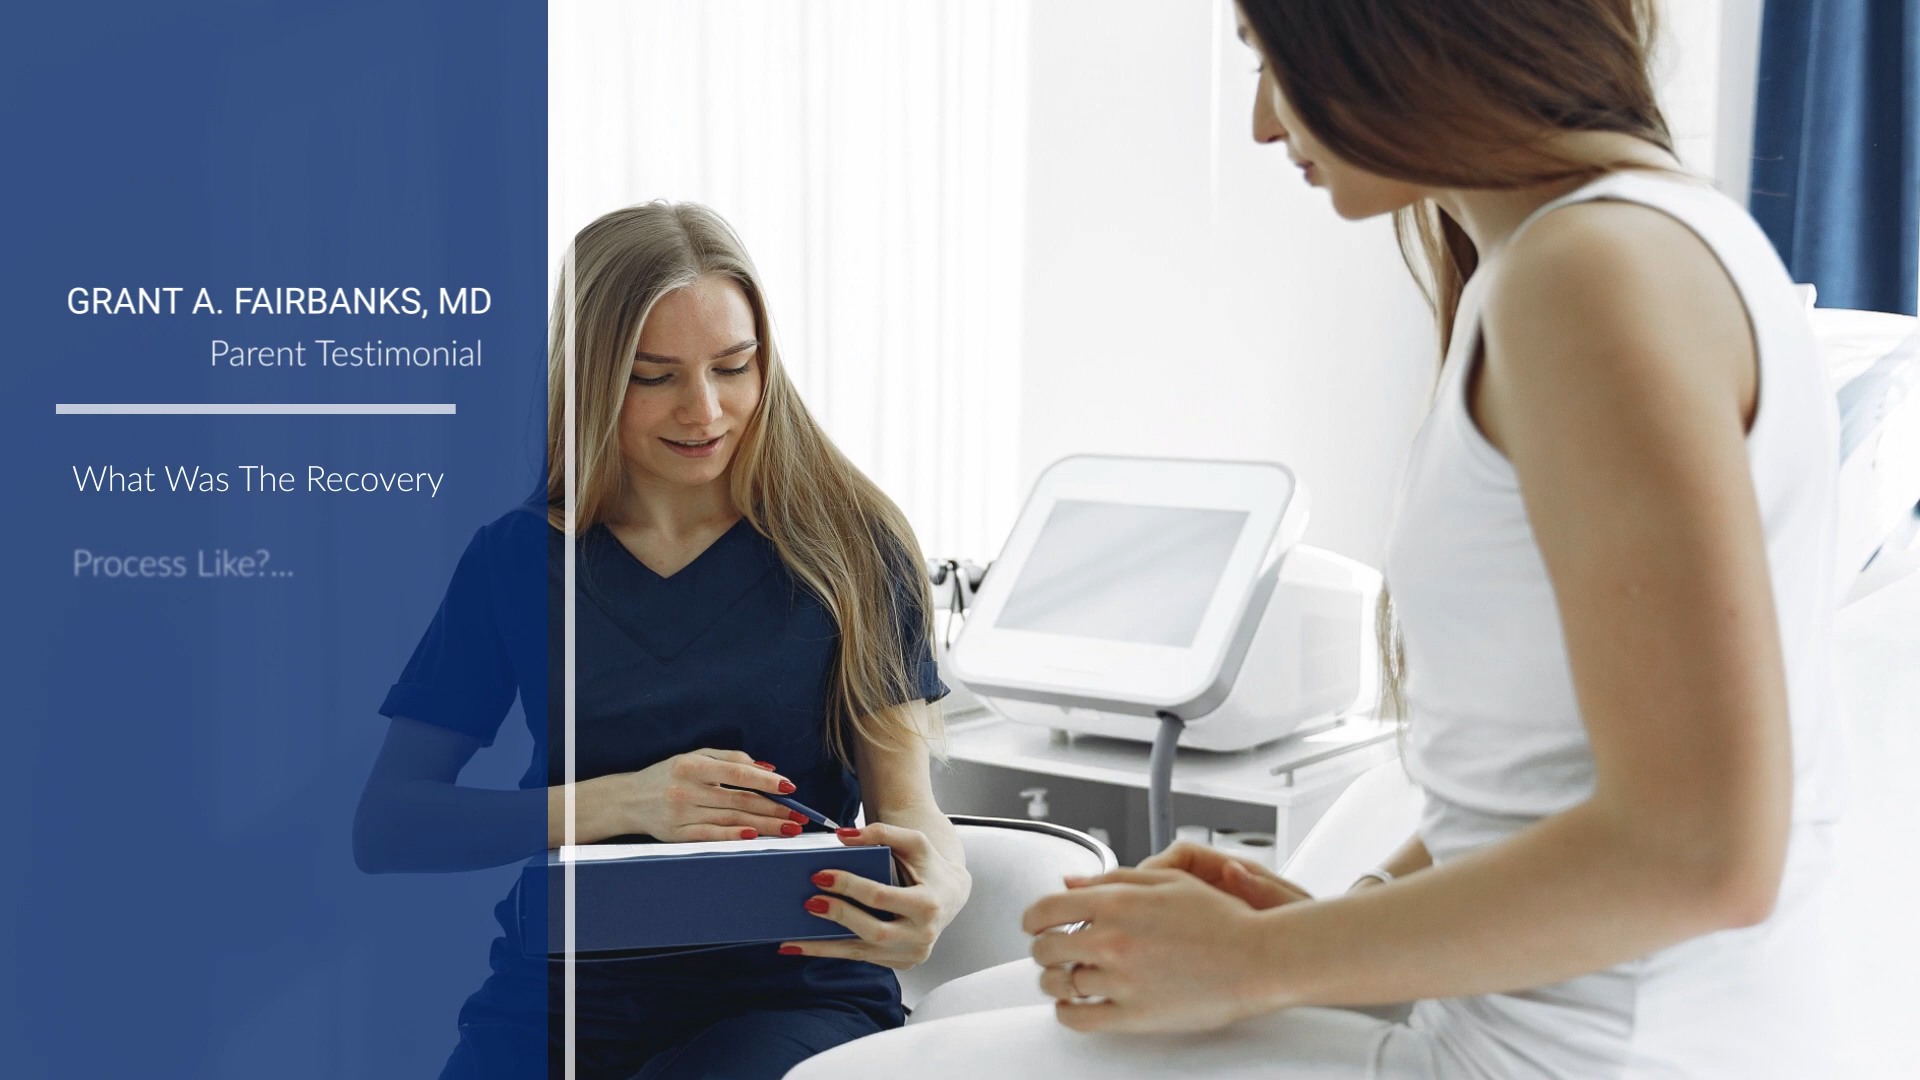 GRANT A. FAIRBANKS, MD
Parent Testimonial
What Was The Recovery
Process Like?...